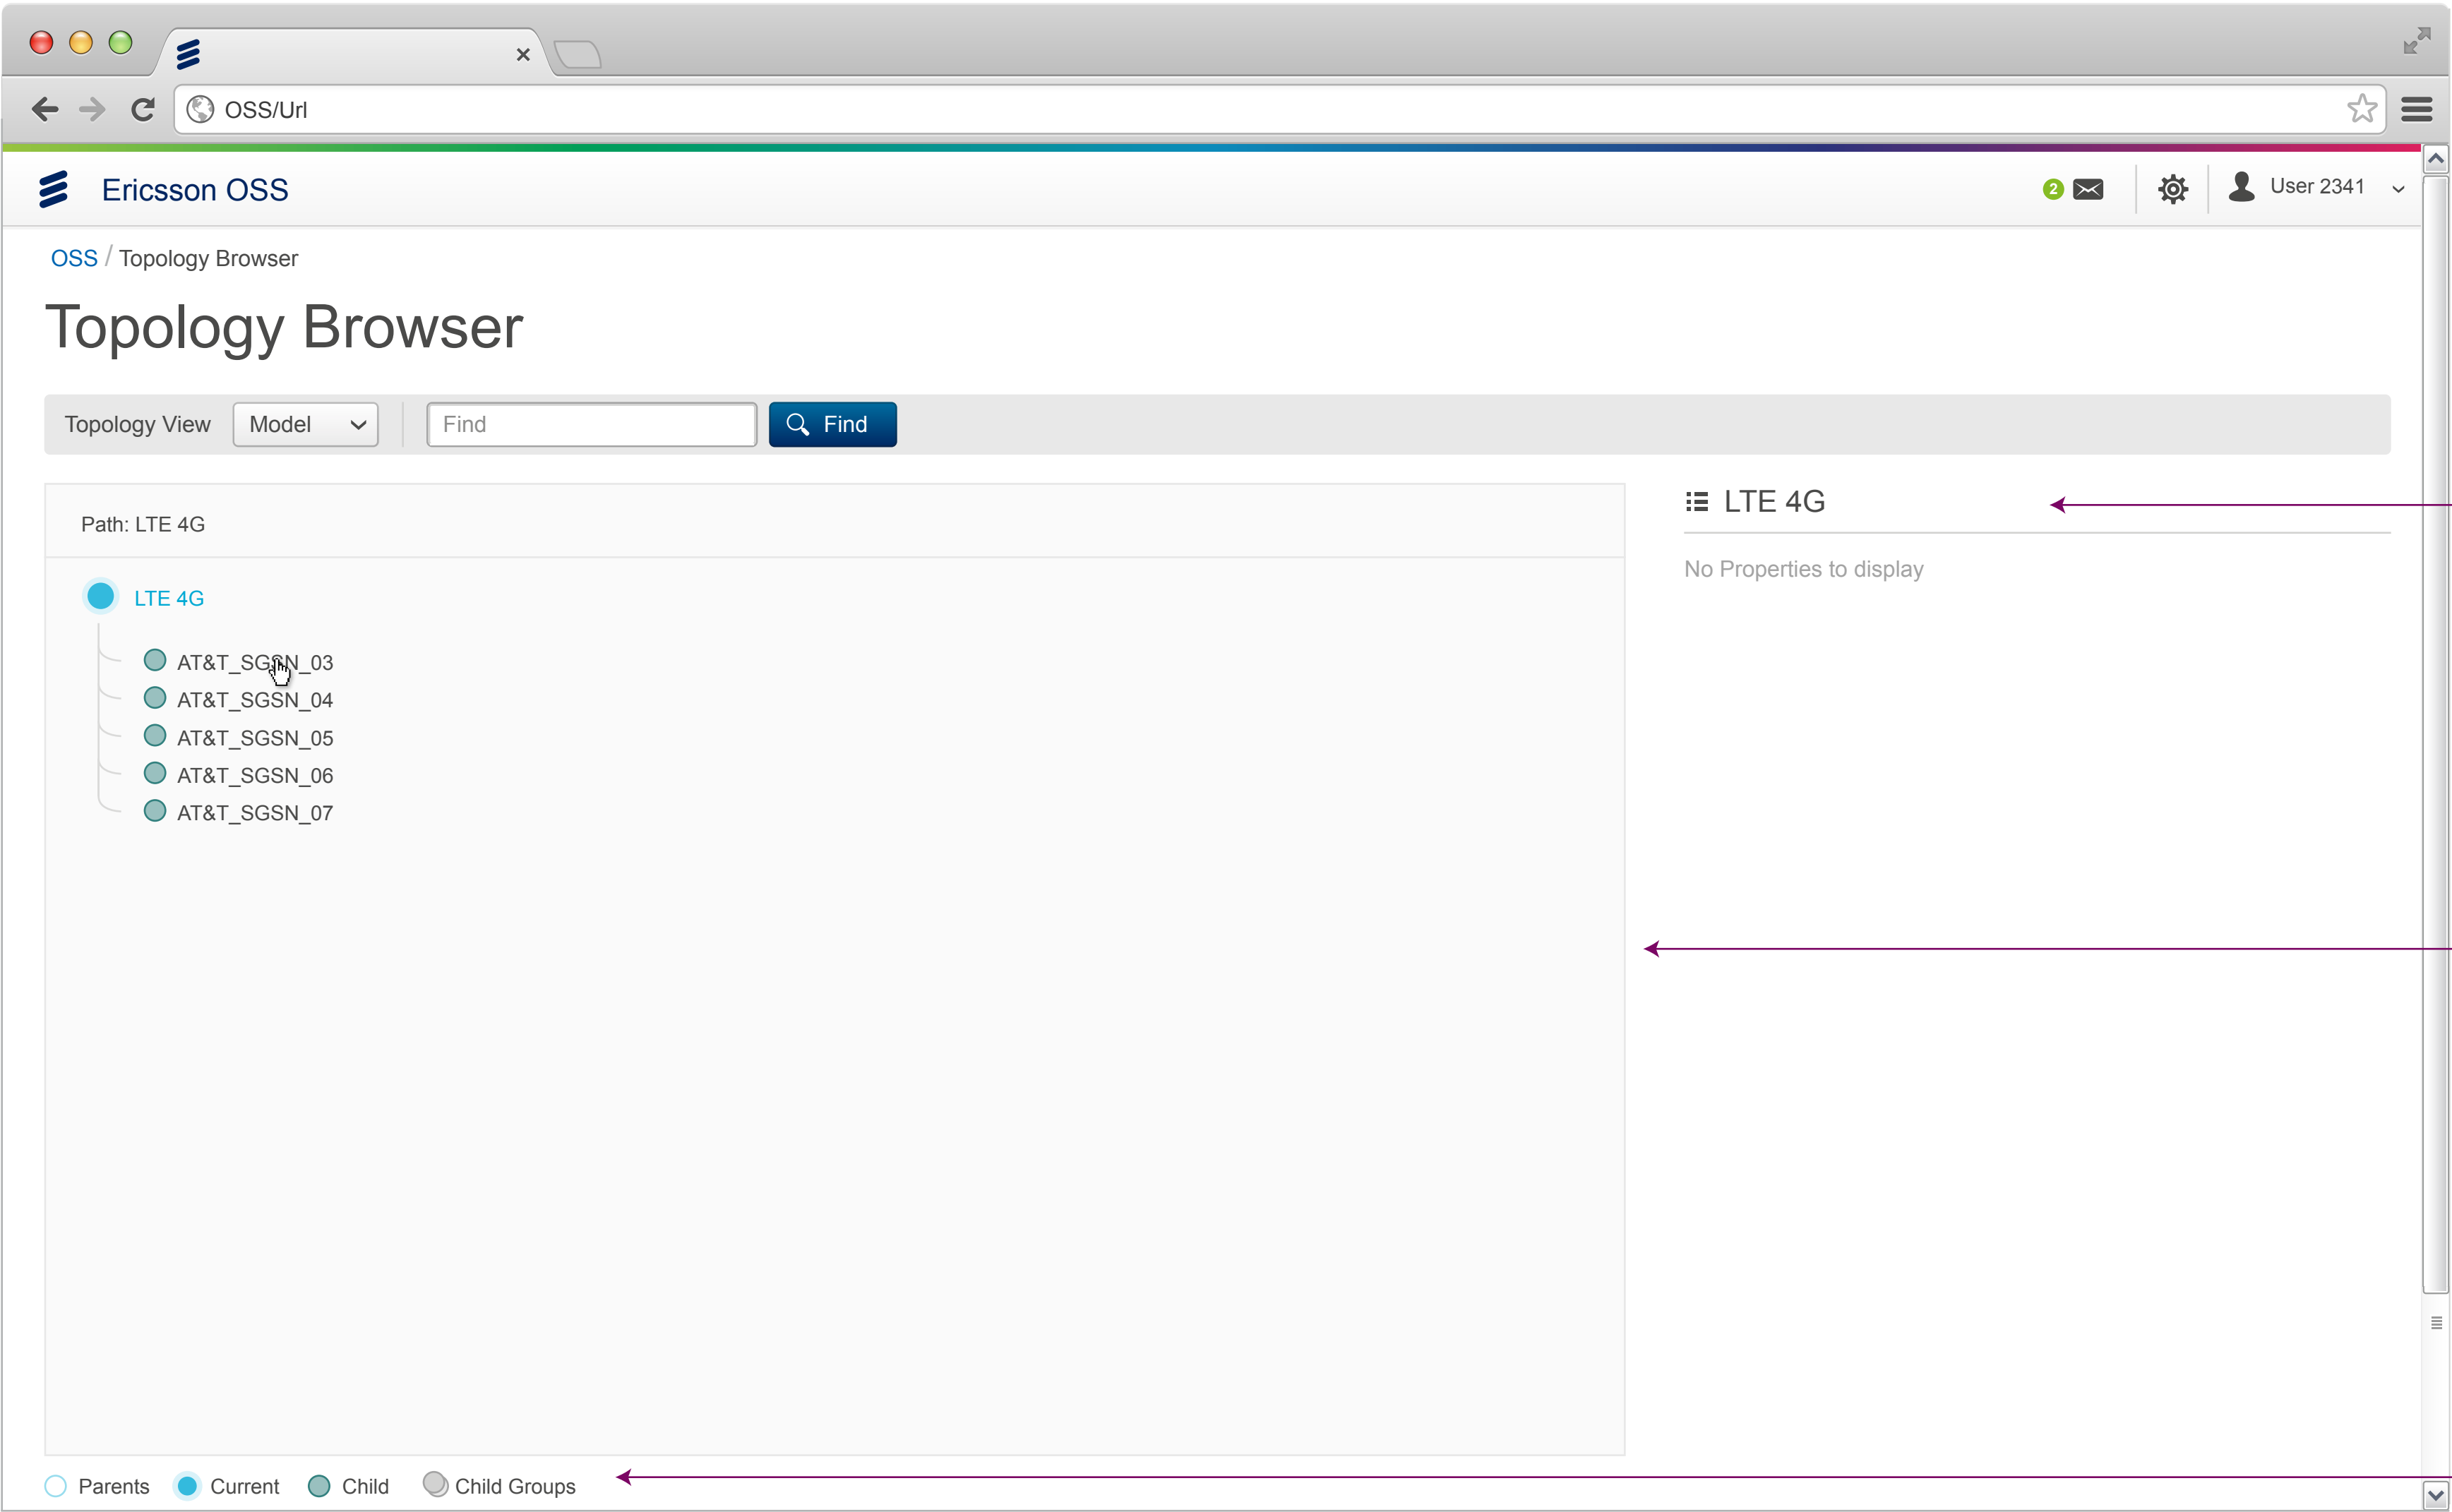 OSS/Url
Ericsson OSS
2
User 2341
OSS / Topology Browser
Topology Browser
Topology View Model Find Find
Path: LTE 4G
LTE 4G
AT&T_SGSN_03
AT&T_SGSN_04
AT&T_SGSN_05
AT&T_SGSN_06
AT&T_SGSN_07
LTE 4G
No Properties to display
Parents Current Child Child Groups